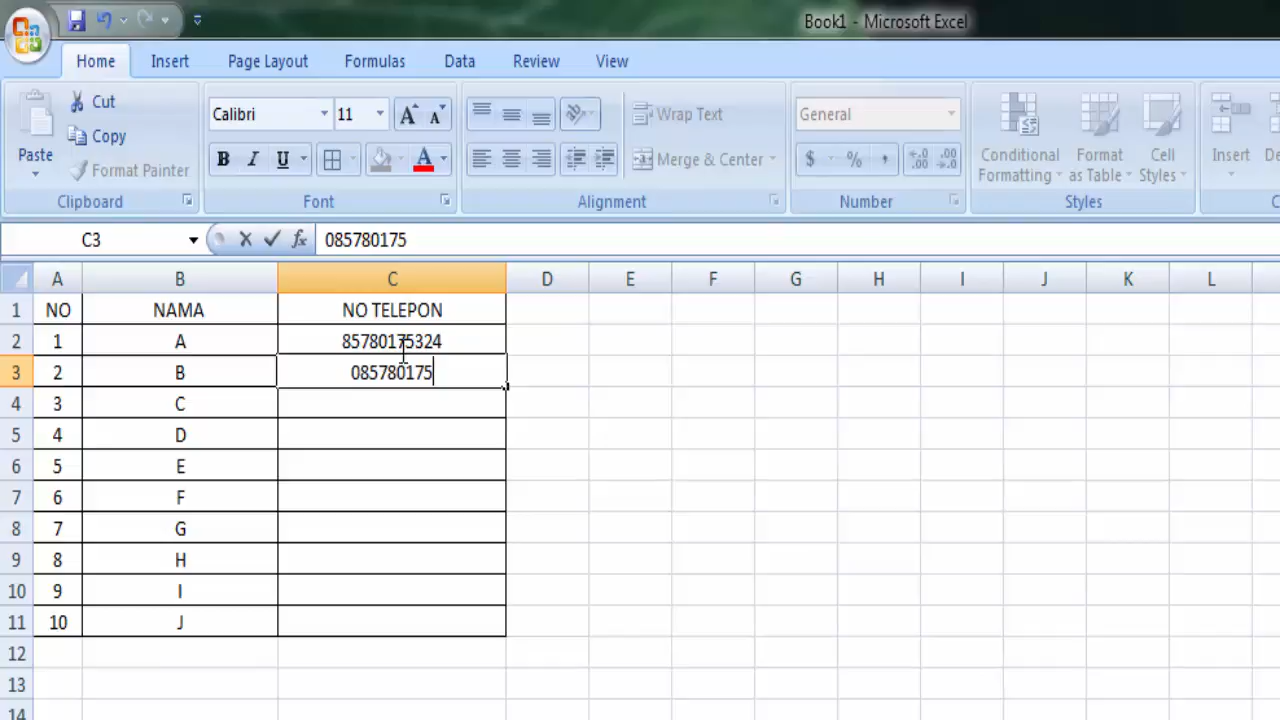 Book1 - Microsoft Excel
Home Insert Page Layout Formulas Data Review View
Cut
Copy
Format Painter
Paste
Clipboard
Calibri 11
B I U
Font
Wrap Text
Merge & Center
Alignment
General
$ % ,
Number
Conditional Formatting
Format as Table
Cell Styles
Styles
Insert
C3 fx 085780175
A B C D E F G H I J K L
1 NO NAMA NO TELEPON
2 1 A 85780175324
3 2 B 085780175
4 3 C
5 4 D
6 5 E
7 6 F
8 7 G
9 8 H
10 9 I
11 10 J
12
13
14